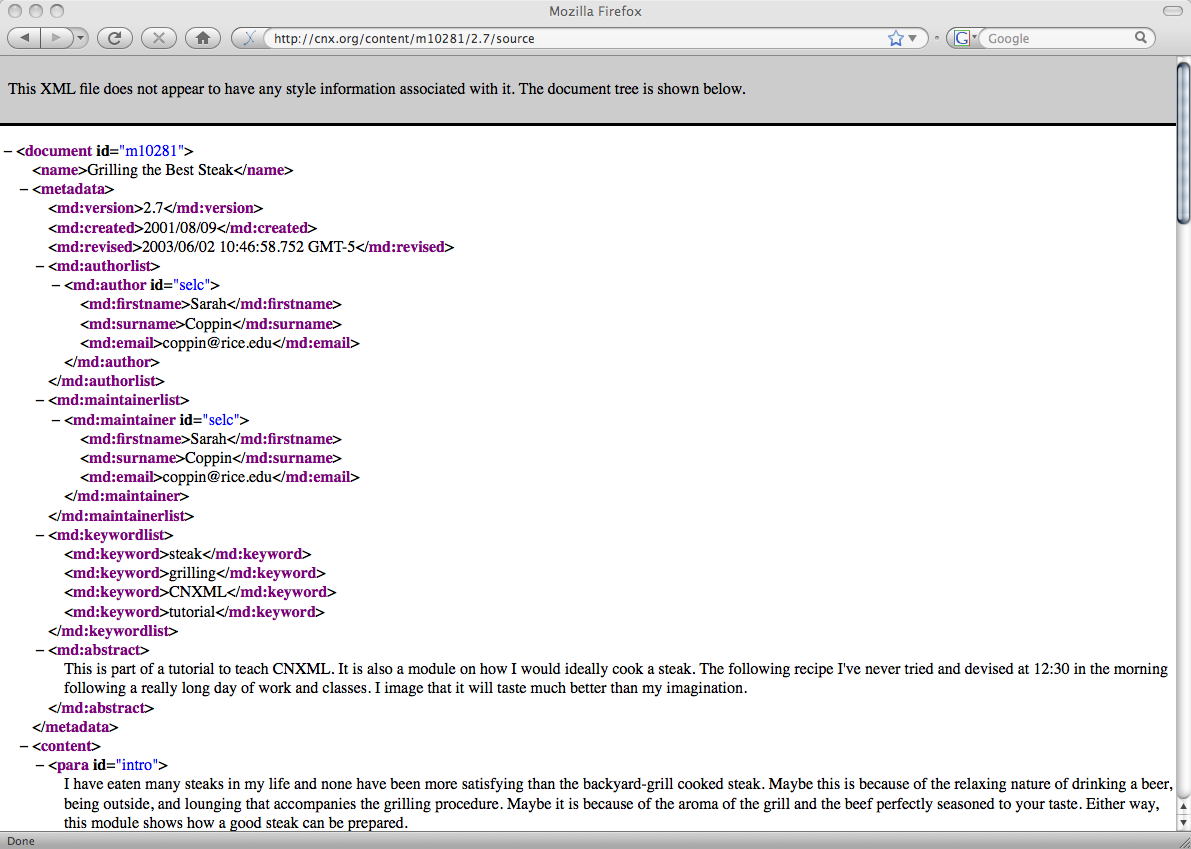 Mozilla Firefox
http://cnx.org/content/m10281/2.7/source
G Google
This XML file does not appear to have any style information associated with it. The document tree is shown below.
– <document id="m10281">
<name>Grilling the Best Steak</name>
– <metadata>
<md:version>2.7</md:version>
<md:created>2001/08/09</md:created>
<md:revised>2003/06/02 10:46:58.752 GMT-5</md:revised>
– <md:authorlist>
– <md:author id="selc">
<md:firstname>Sarah</md:firstname>
<md:surname>Coppin</md:surname>
<md:email>coppin@rice.edu</md:email>
</md:author>
</md:authorlist>
– <md:maintainerlist>
– <md:maintainer id="selc">
<md:firstname>Sarah</md:firstname>
<md:surname>Coppin</md:surname>
<md:email>coppin@rice.edu</md:email>
</md:maintainer>
</md:maintainerlist>
– <md:keywordlist>
<md:keyword>steak</md:keyword>
<md:keyword>grilling</md:keyword>
<md:keyword>CNXML</md:keyword>
<md:keyword>tutorial</md:keyword>
</md:keywordlist>
– <md:abstract>
This is part of a tutorial to teach CNXML. It is also a module on how I would ideally cook a steak. The following recipe I've never tried and devised at 12:30 in the morning
following a really long day of work and classes. I image that it will taste much better than my imagination.
</md:abstract>
</metadata>
– <content>
– <para id="intro">
I have eaten many steaks in my life and none have been more satisfying than the backyard-grill cooked steak. Maybe this is because of the relaxing nature of drinking a beer,
being outside, and lounging that accompanies the grilling procedure. Maybe it is because of the aroma of the grill and the beef perfectly seasoned to your taste. Either way,
this module shows how a good steak can be prepared.
Done